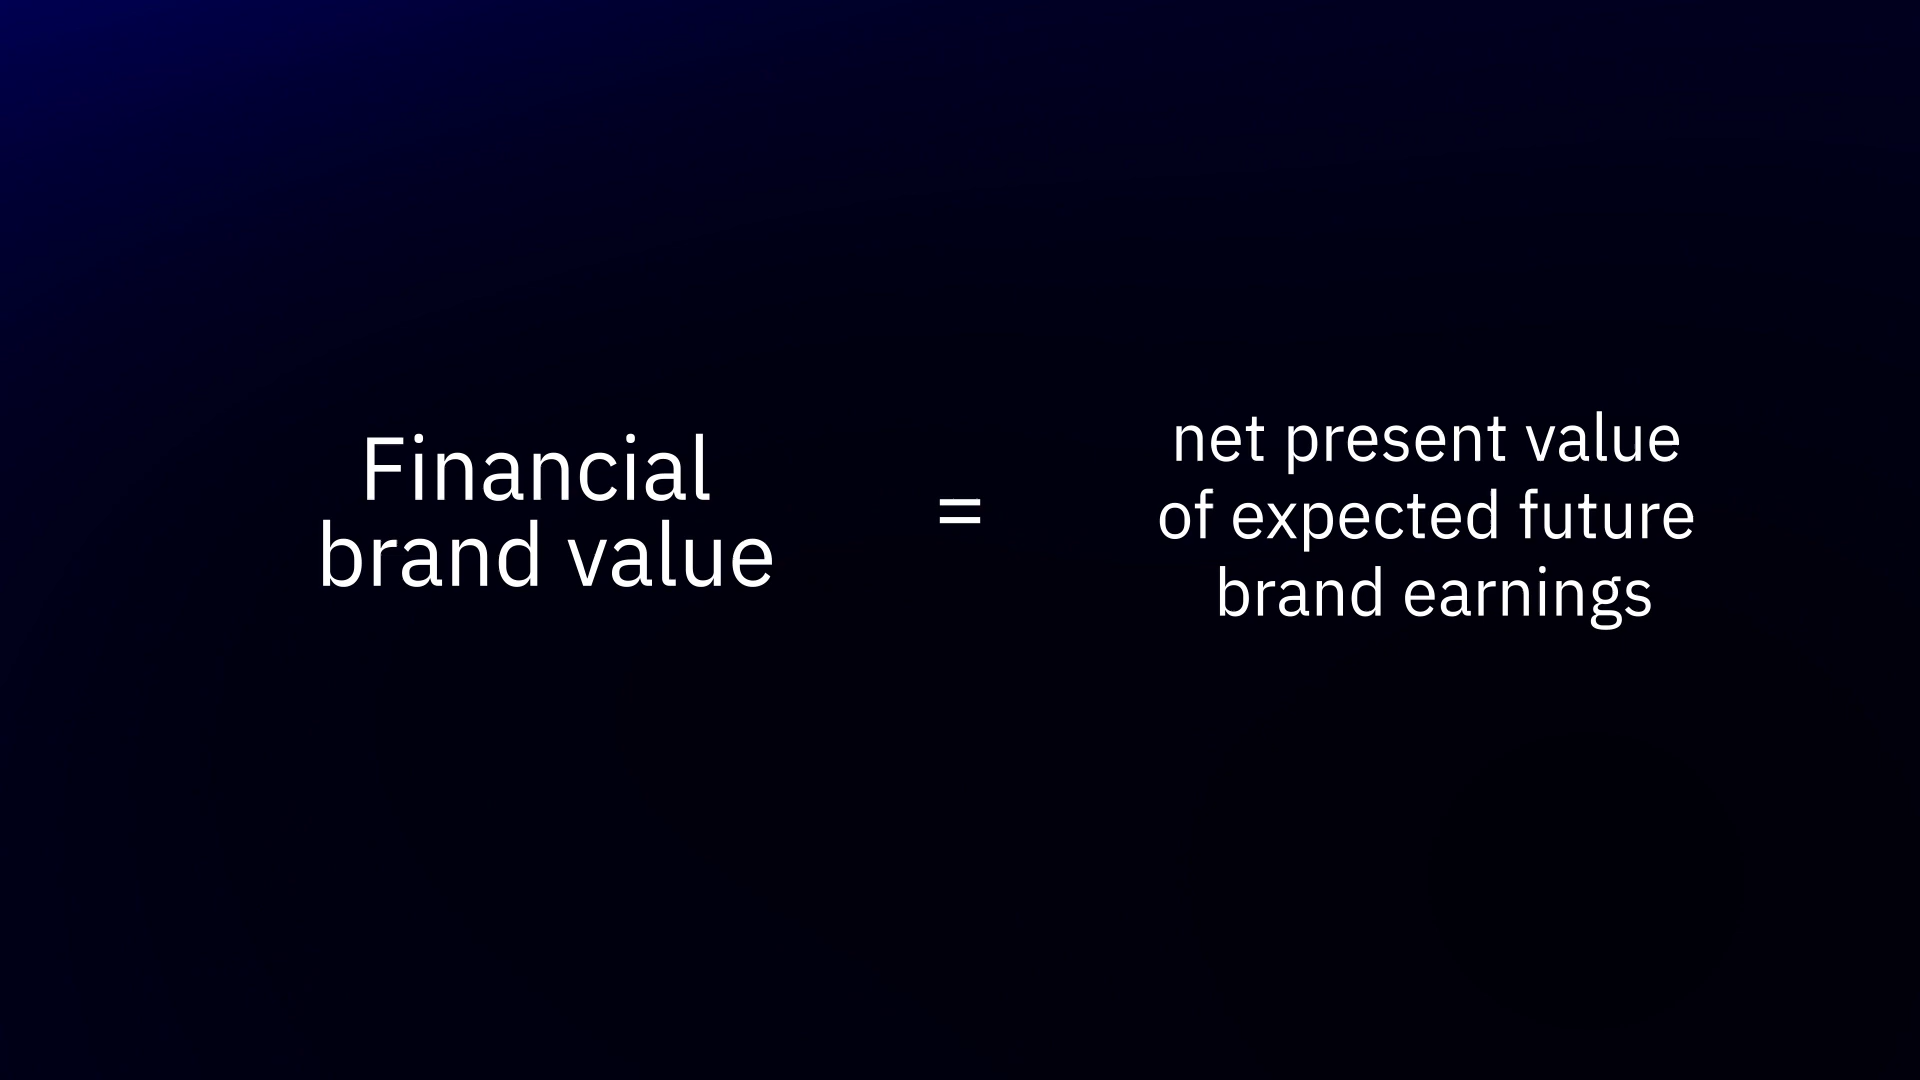 Financial
brand value
=
net present value
of expected future
brand earnings